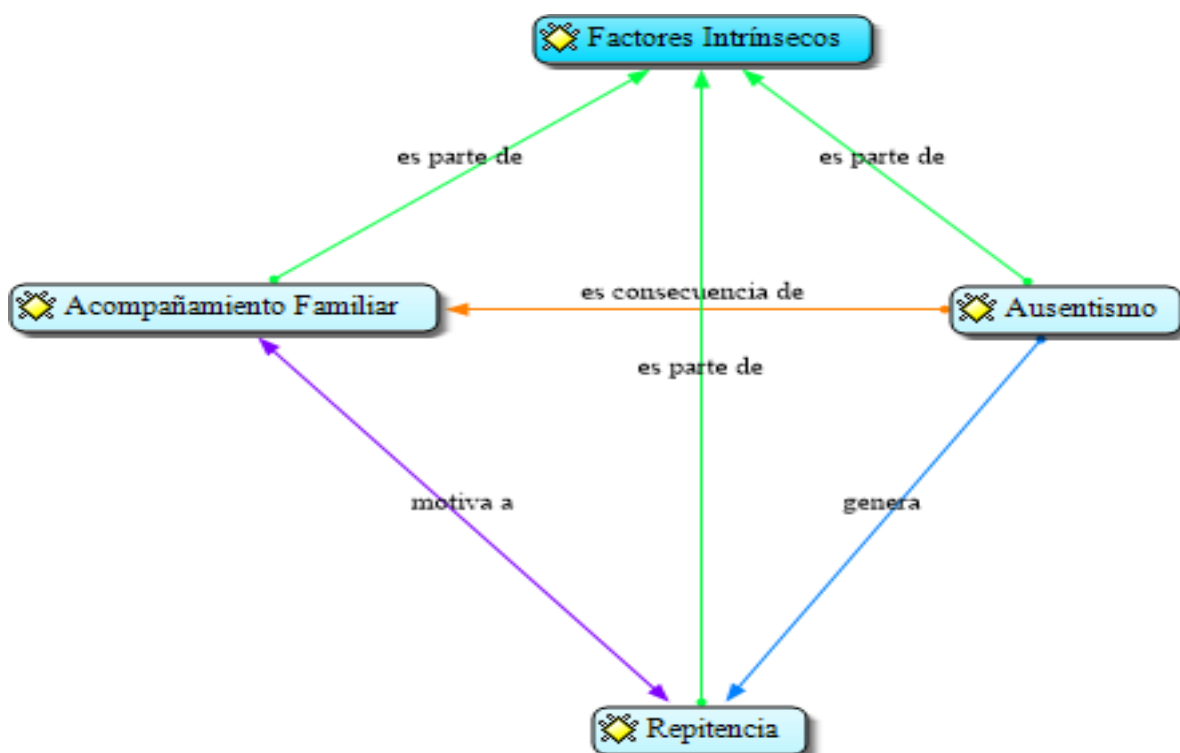 Factores Intrínsecos
es parte de
es parte de
Acompañamiento Familiar
es consecuencia de
Ausentismo
es parte de
motiva a
genera
Repitencia